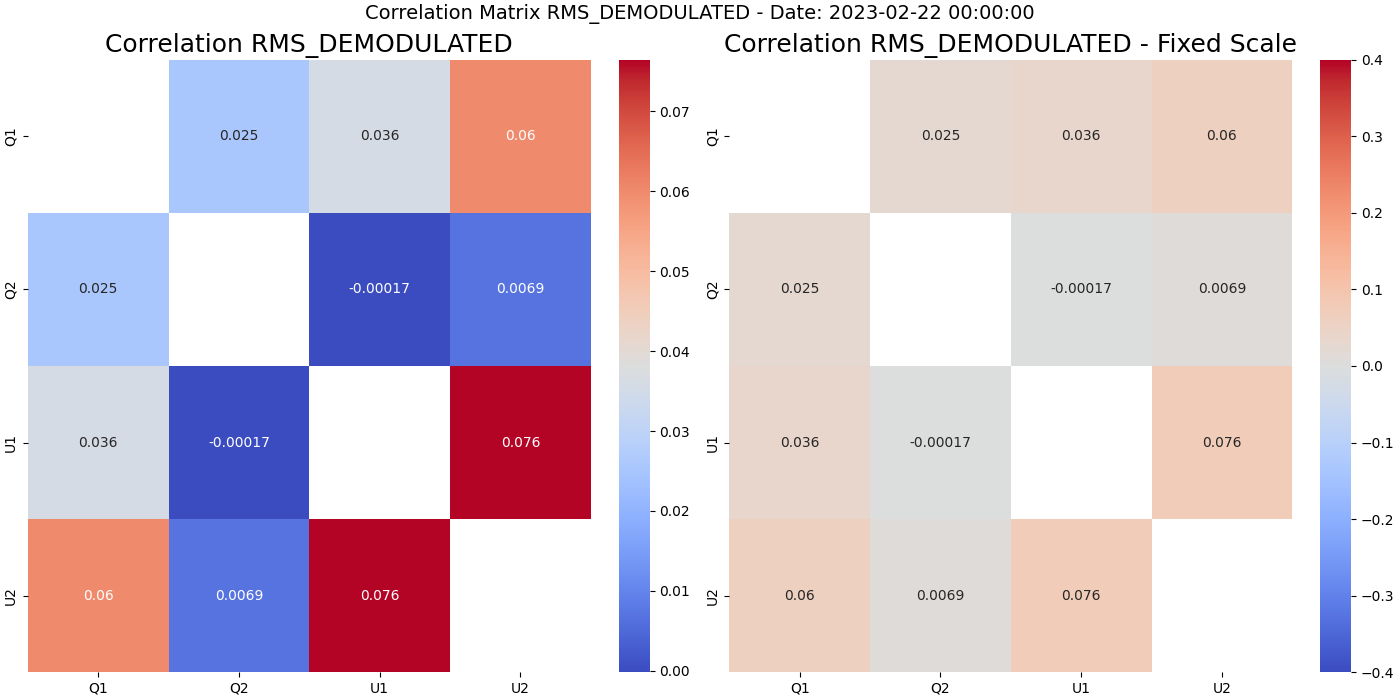 Correlation Matrix RMS_DEMODULATED - Date: 2023-02-22 00:00:00
Correlation RMS_DEMODULATED
Q1
0.025
0.036
0.06
Q2
0.025
-0.00017
0.0069
U1
0.036
-0.00017
0.076
U2
0.06
0.0069
0.076
Q1
Q2
U1
U2
0.07
0.06
0.05
0.04
0.03
0.02
0.01
0.00
Correlation RMS_DEMODULATED - Fixed Scale
Q1
0.025
0.036
0.06
Q2
0.025
-0.00017
0.0069
U1
0.036
-0.00017
0.076
U2
0.06
0.0069
0.076
Q1
Q2
U1
U2
0.4
0.3
0.2
0.1
0.0
−0.1
−0.2
−0.3
−0.4